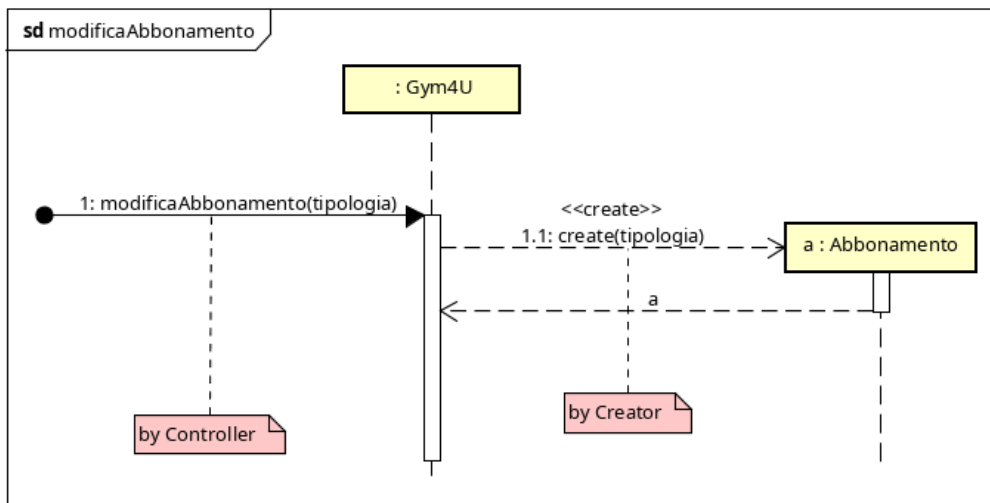 sd modificaAbbonamento
: Gym4U
1: modificaAbbonamento(tipologia)
<<create>>
1.1: create(tipologia)
a : Abbonamento
a
by Controller
by Creator